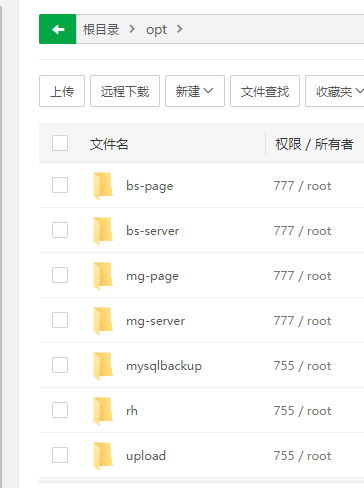 根目录 > opt >
上传 远程下载 新建 文件查找 收藏夹
文件名 权限 / 所有者
bs-page 777 / root
bs-server 777 / root
mg-page 777 / root
mg-server 777 / root
mysqlbackup 755 / root
rh 755 / root
upload 755 / root